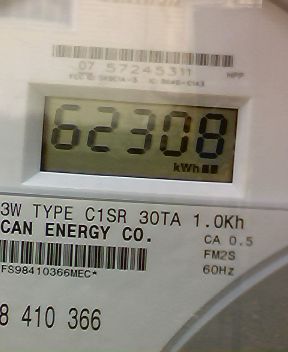 07 57245311
HPP
62308
kWh
3W TYPE C1SR 30TA 1.0Kh
CAN ENERGY CO.
CA 0.5
FM2S
60Hz
FS98410366MEC*
8 410 366